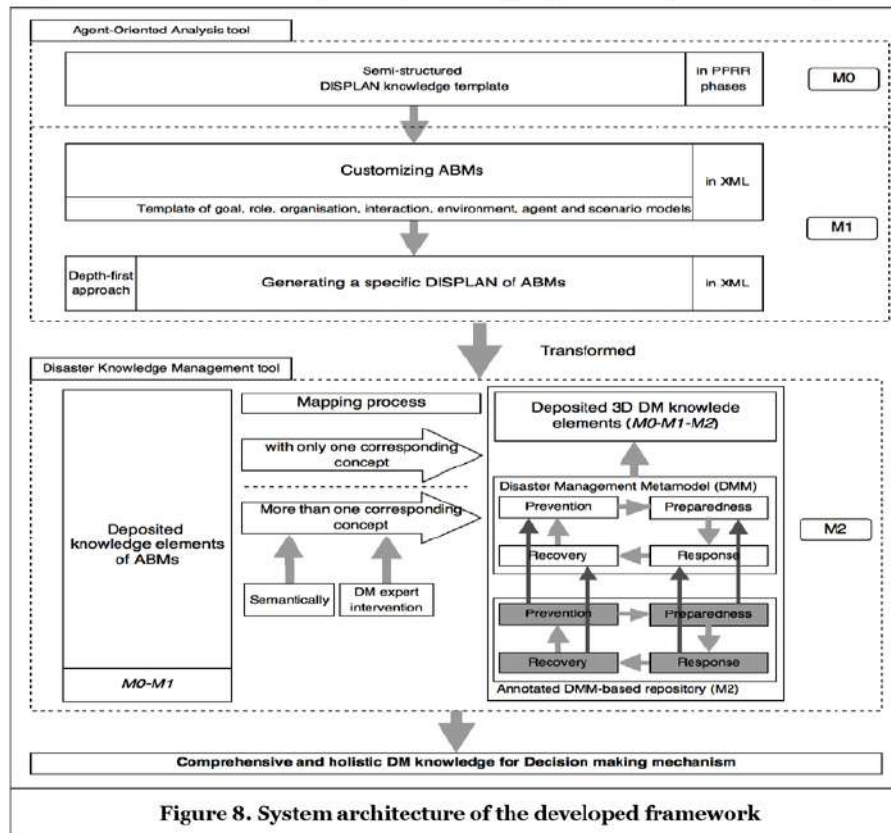 Agent-Oriented Analysis tool
Semi-structured
DISPLAN knowledge template
in PPRR
phases
M0
Customizing ABMs
in XML
Template of goal, role, organisation, interaction, environment, agent and scenario models
M1
Depth-first
approach
Generating a specific DISPLAN of ABMs
in XML
Transformed
Disaster Knowledge Management tool
Mapping process
Deposited 3D DM knowlede
elements (M0-M1-M2)
with only one corresponding
concept
Disaster Management Metamodel (DMM)
Prevention
Preparedness
More than one corresponding
concept
Deposited
knowledge elements
of ABMs
M2
Recovery
Response
Semantically
DM expert
intervention
Prevention
Preparedness
Recovery
Response
M0-M1
Annotated DMM-based repository (M2)
Comprehensive and holistic DM knowledge for Decision making mechanism
Figure 8. System architecture of the developed framework